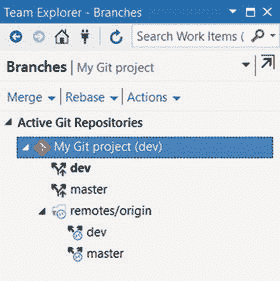 Team Explorer - Branches
Search Work Items (
Branches | My Git project
Merge Rebase Actions
Active Git Repositories
My Git project (dev)
dev
master
remotes/origin
dev
master